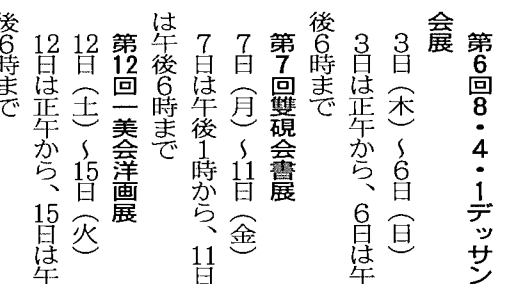 第6回8・4・1デッサン
会展
3日（木）～6日（日）
3日は正午から、6日は午
後6時まで
第7回雙硯会書展
7日（月）～11日（金）
7日は午後1時から、11日
は午後6時まで
第12回一美会洋画展
12日（土）～15日（火）
12日は正午から、15日は午
後6時まで